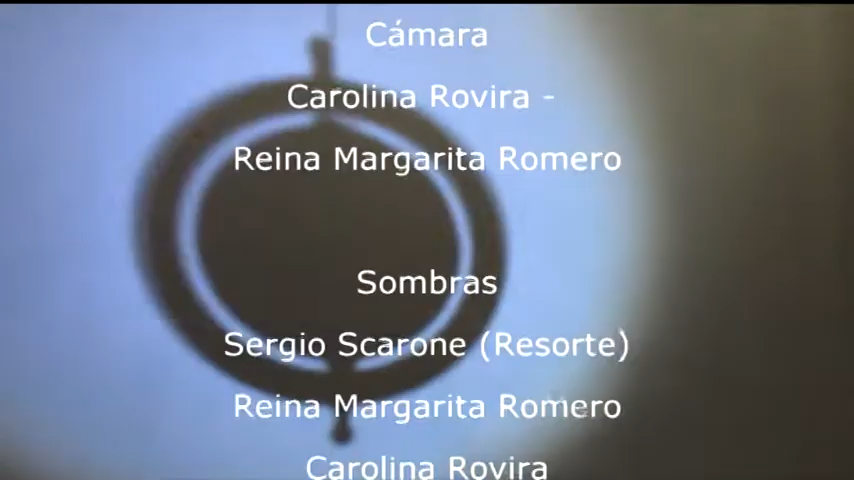 Cámara
Carolina Rovira -
Reina Margarita Romero
Sombras
Sergio Scarone (Resorte)
Reina Margarita Romero
Carolina Rovira